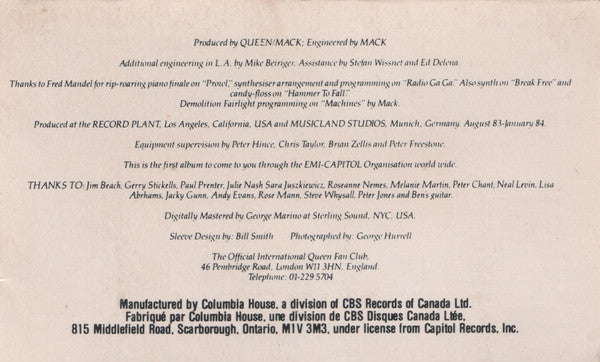 Produced by QUEEN/MACK; Engineered by MACK
Additional engineering in L.A. by Mike Beiriger. Assistance by Stefan Wissnet and Ed Delena.
Thanks to Fred Mandel for rip-roaring piano finale on "Prowl," synthesiser arrangement and programming on "Radio Ga Ga." Also synth on "Break Free" and
candy-floss on "Hammer To Fall."
Demolition Fairlight programming on "Machines" by Mack.
Produced at the RECORD PLANT, Los Angeles, California, USA and MUSICLAND STUDIOS, Munich, Germany. August 83-January 84.
Equipment supervision by Peter Hince, Chris Taylor, Brian Zellis and Peter Freestone.
This is the first album to come to you through the EMI-CAPITOL Organisation world wide.
THANKS TO: Jim Beach, Gerry Stickells, Paul Prenter, Julie Nash Sara Juszkiewicz, Roseanne Nemes, Melanie Martin, Peter Chant, Neal Levin, Lisa
Abrhams, Jacky Gunn, Andy Evans, Rose Mann, Steve Whysall, Peter Jones and Ben's guitar.
Digitally Mastered by George Marino at Sterling Sound, NYC, USA.
Sleeve Design by: Bill Smith Photographed by: George Hurrell
The Official International Queen Fan Club,
46 Pembridge Road, London W11 3HN, England.
Telephone: 01-229 5704
Manufactured by Columbia House, a division of CBS Records of Canada Ltd.
Fabriqué par Columbia House, une division de CBS Disques Canada Ltée,
815 Middlefield Road, Scarborough, Ontario, M1V 3M3, under license from Capitol Records, Inc.